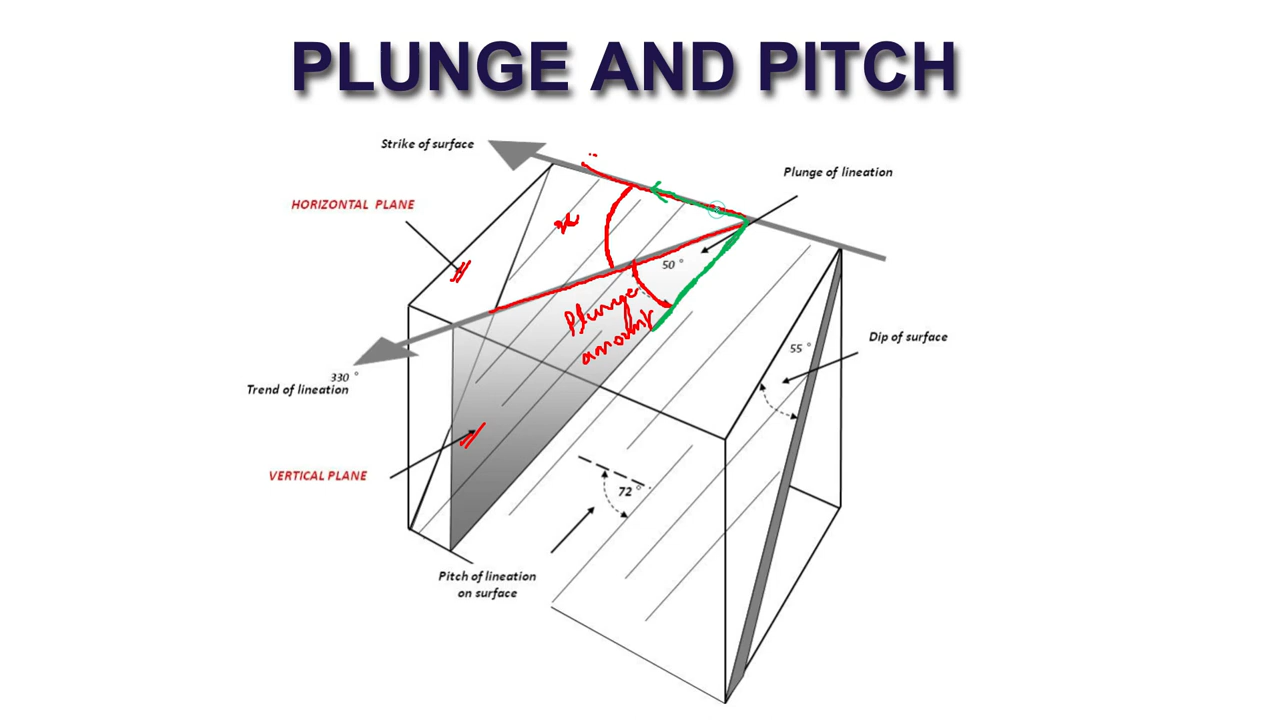 PLUNGE AND PITCH
Strike of surface
Plunge of lineation
HORIZONTAL PLANE
50 °
Plunge
amount
Dip of surface
55 °
330 °
Trend of lineation
VERTICAL PLANE
72 °
Pitch of lineation
on surface